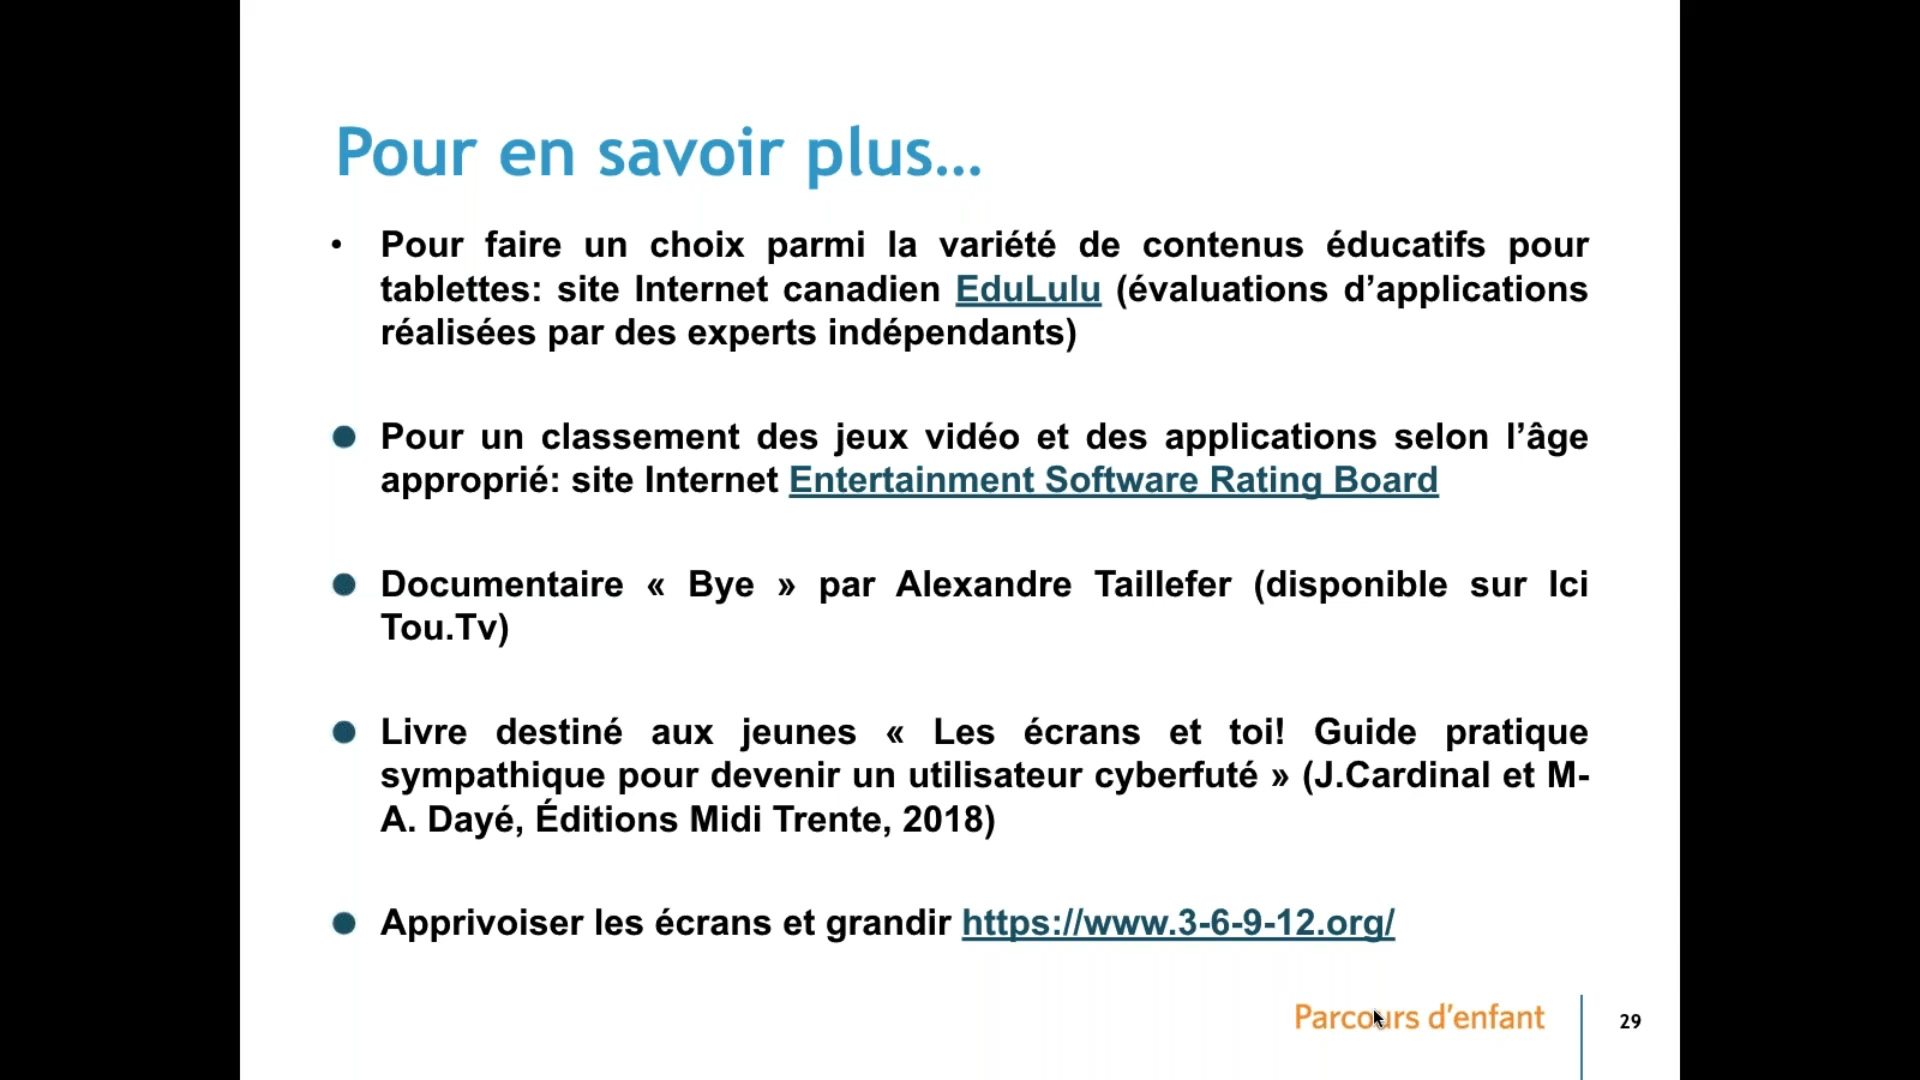 Pour en savoir plus...
• Pour faire un choix parmi la variété de contenus éducatifs pour
tablettes: site Internet canadien EduLulu (évaluations d’applications
réalisées par des experts indépendants)
● Pour un classement des jeux vidéo et des applications selon l’âge
approprié: site Internet Entertainment Software Rating Board
● Documentaire « Bye » par Alexandre Taillefer (disponible sur Ici
Tou.Tv)
● Livre destiné aux jeunes « Les écrans et toi! Guide pratique
sympathique pour devenir un utilisateur cyberfuté » (J.Cardinal et M-
A. Dayé, Éditions Midi Trente, 2018)
● Apprivoiser les écrans et grandir https://www.3-6-9-12.org/
Parcours d’enfant
29